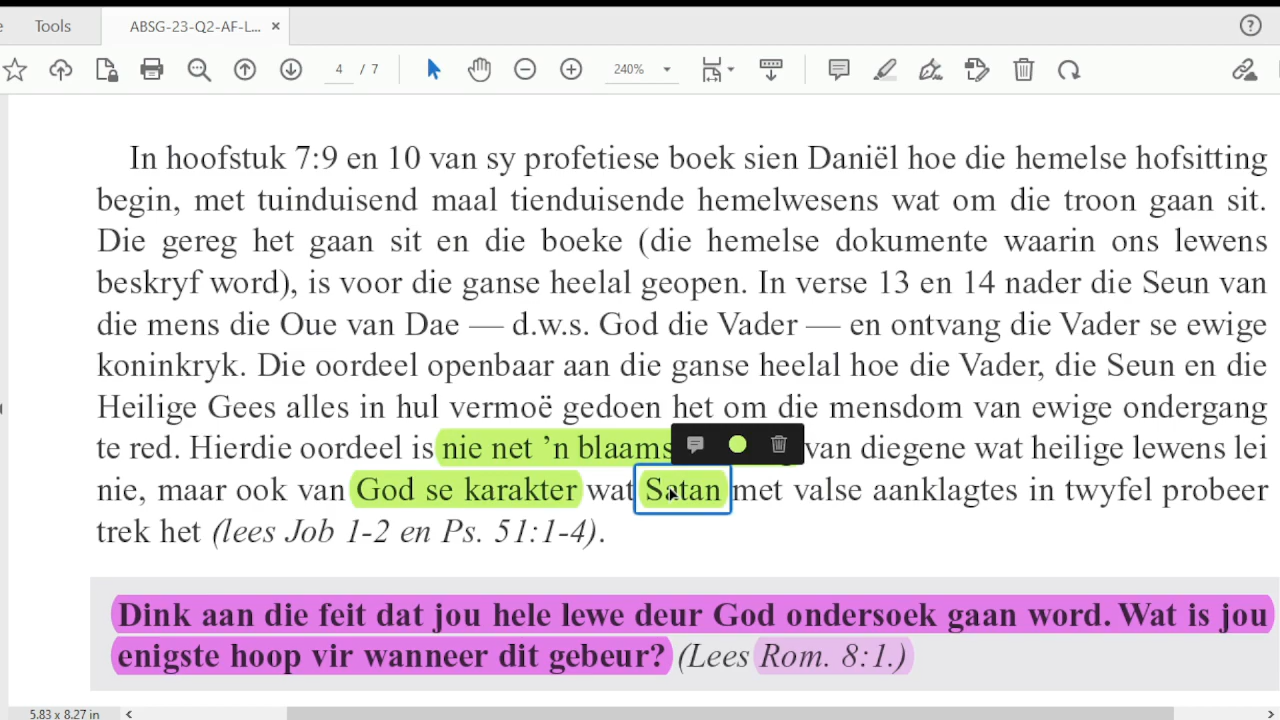 Tools ABSG-23-Q2-AF-L... ×
4 / 7 240%
In hoofstuk 7:9 en 10 van sy profetiese boek sien Daniël hoe die hemelse hofsitting
begin, met tuinduisend maal tienduisende hemelwesens wat om die troon gaan sit.
Die gereg het gaan sit en die boeke (die hemelse dokumente waarin ons lewens
beskryf word), is voor die ganse heelal geopen. In verse 13 en 14 nader die Seun van
die mens die Oue van Dae — d.w.s. God die Vader — en ontvang die Vader se ewige
koninkryk. Die oordeel openbaar aan die ganse heelal hoe die Vader, die Seun en die
Heilige Gees alles in hul vermoë gedoen het om die mensdom van ewige ondergang
te red. Hierdie oordeel is nie net ’n van diegene wat heilige lewens lei
nie, maar ook van God se karakter wat Satan met valse aanklagtes in twyfel probeer
trek het (lees Job 1-2 en Ps. 51:1-4).
Dink aan die feit dat jou hele lewe deur God ondersoek gaan word. Wat is jou
enigste hoop vir wanneer dit gebeur? (Lees Rom. 8:1.)
5.83 x 8.27 in